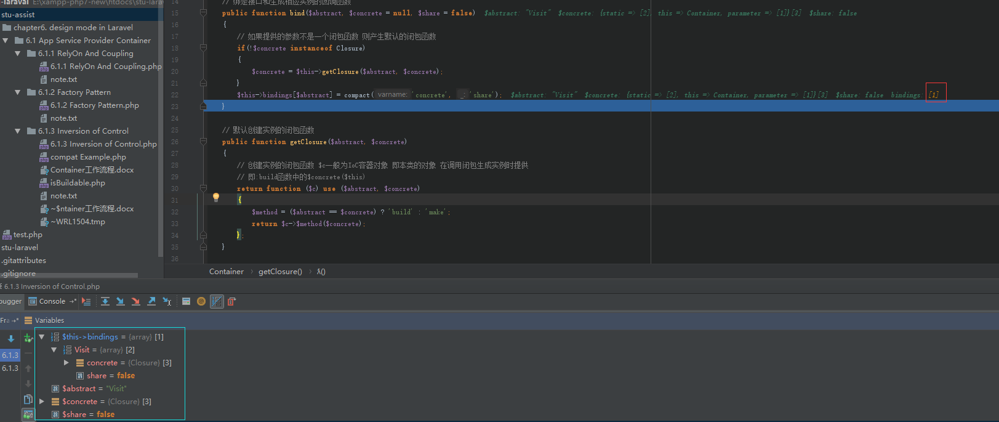 -laravel E:\xampp-php7-new\htdocs\stu-lara
stu-assist
chapter6. design mode in Laravel
6.1 App Service Provider Container
6.1.1 RelyOn And Coupling
6.1.1 RelyOn And Coupling.php
note.txt
6.1.2 Factory Pattern
6.1.2 Factory Pattern.php
note.txt
6.1.3 Inversion of Control
6.1.3 Inversion of Control.php
compat Example.php
Container工作流程.docx
isBuildable.php
note.txt
~$ntainer工作流程.docx
~WRL1504.tmp
test.php
stu-laravel
.gitattributes
.gitignore
14 // 绑定接口和生成相应实例的回调函数
15 public function bind($abstract, $concrete = null, $share = false) $abstract: "Visit" $concrete: {static => [2], this => Container, parameter => [1]}[3] $share: false
16 {
17 // 如果提供的参数不是一个闭包函数 则产生默认的闭包函数
18 if(!$concrete instanceof Closure)
19 {
20 $concrete = $this->getClosure($abstract, $concrete);
21 }
22 $this->bindings[$abstract] = compact( varname: 'concrete', _: 'share'); $abstract: "Visit" $concrete: {static => [2], this => Container, parameter => [1]}[3] $share: false bindings: [1]
23 }
24
25 // 默认创建实例的闭包函数
26 public function getClosure($abstract, $concrete)
27 {
28 // 创建实例的闭包函数 $c一般为IoC容器对象 即本类的对象 在调用闭包生成实例时提供
29 // 即:build函数中的$concrete($this)
30 return function ($c) use ($abstract, $concrete)
31 {
32 $method = ($abstract == $concrete) ? 'build' : 'make';
33 return $c->$method($concrete);
34 };
35 }
36
Container › getClosure() › λ()
6.1.3 Inversion of Control.php
bugger Console
Fra Variables
$this->bindings = {array} [1]
Visit = {array} [2]
6.1.3 concrete = {Closure} [3]
6.1.3 share = false
$abstract = "Visit"
$concrete = {Closure} [3]
$share = false